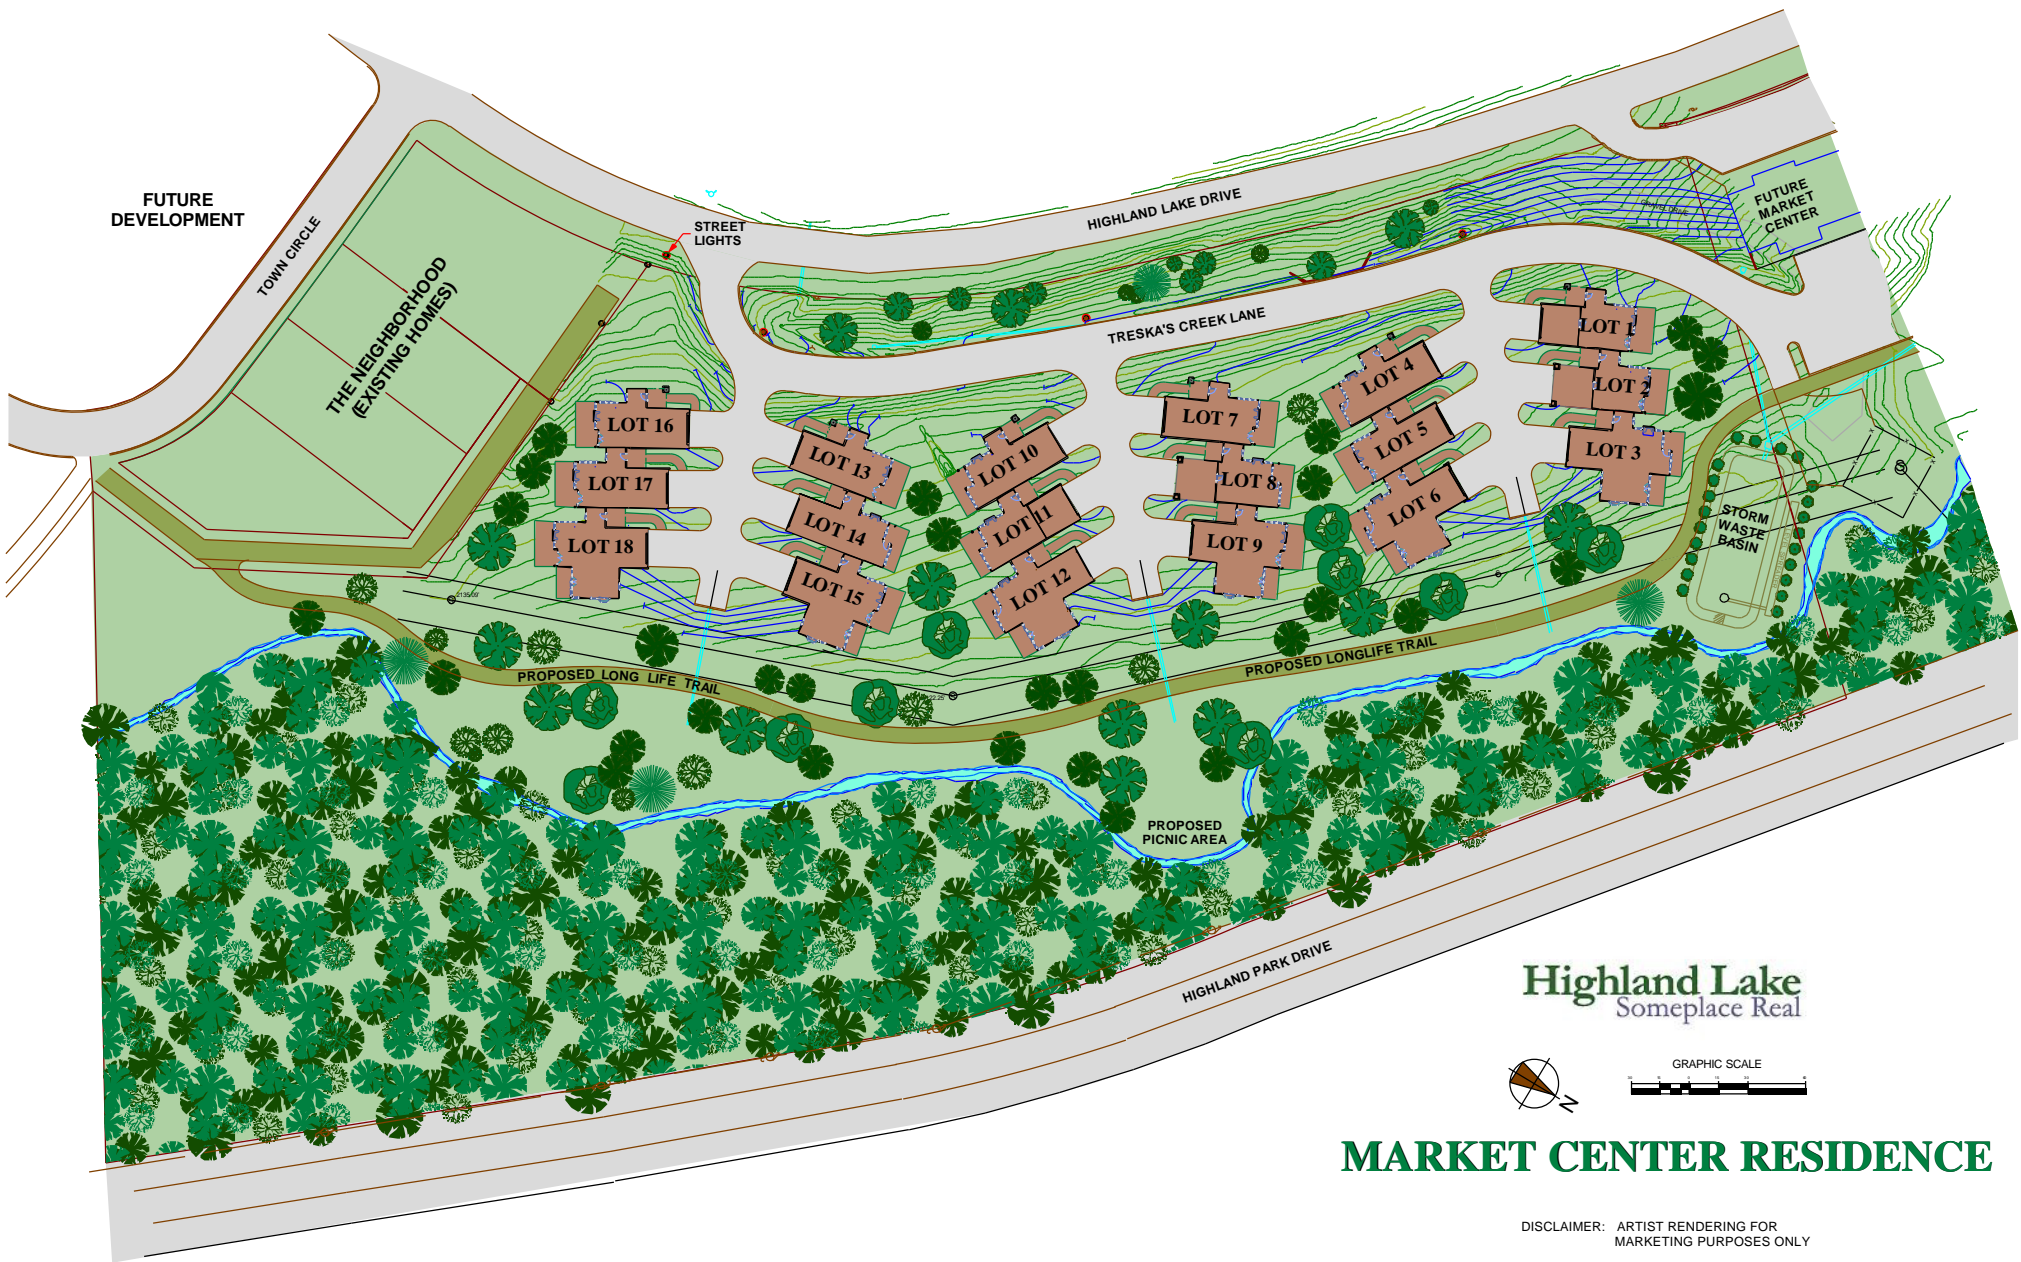 FUTURE
DEVELOPMENT
TOWN CIRCLE
THE NEIGHBORHOOD
(EXISTING HOMES)
STREET
LIGHTS
HIGHLAND LAKE DRIVE
TRESKA'S CREEK LANE
GRAVEL DRIVE
FUTURE
MARKET
CENTER
LOT 1
LOT 2
LOT 3
LOT 4
LOT 5
LOT 6
LOT 7
LOT 8
LOT 9
LOT 10
LOT 11
LOT 12
LOT 13
LOT 14
LOT 15
LOT 16
LOT 17
LOT 18
STORM
WASTE
BASIN
PROPOSED LONG LIFE TRAIL
PROPOSED LONGLIFE TRAIL
PROPOSED
PICNIC AREA
HIGHLAND PARK DRIVE
Highland Lake
Someplace Real
N
GRAPHIC SCALE
MARKET CENTER RESIDENCE
DISCLAIMER: ARTIST RENDERING FOR
MARKETING PURPOSES ONLY